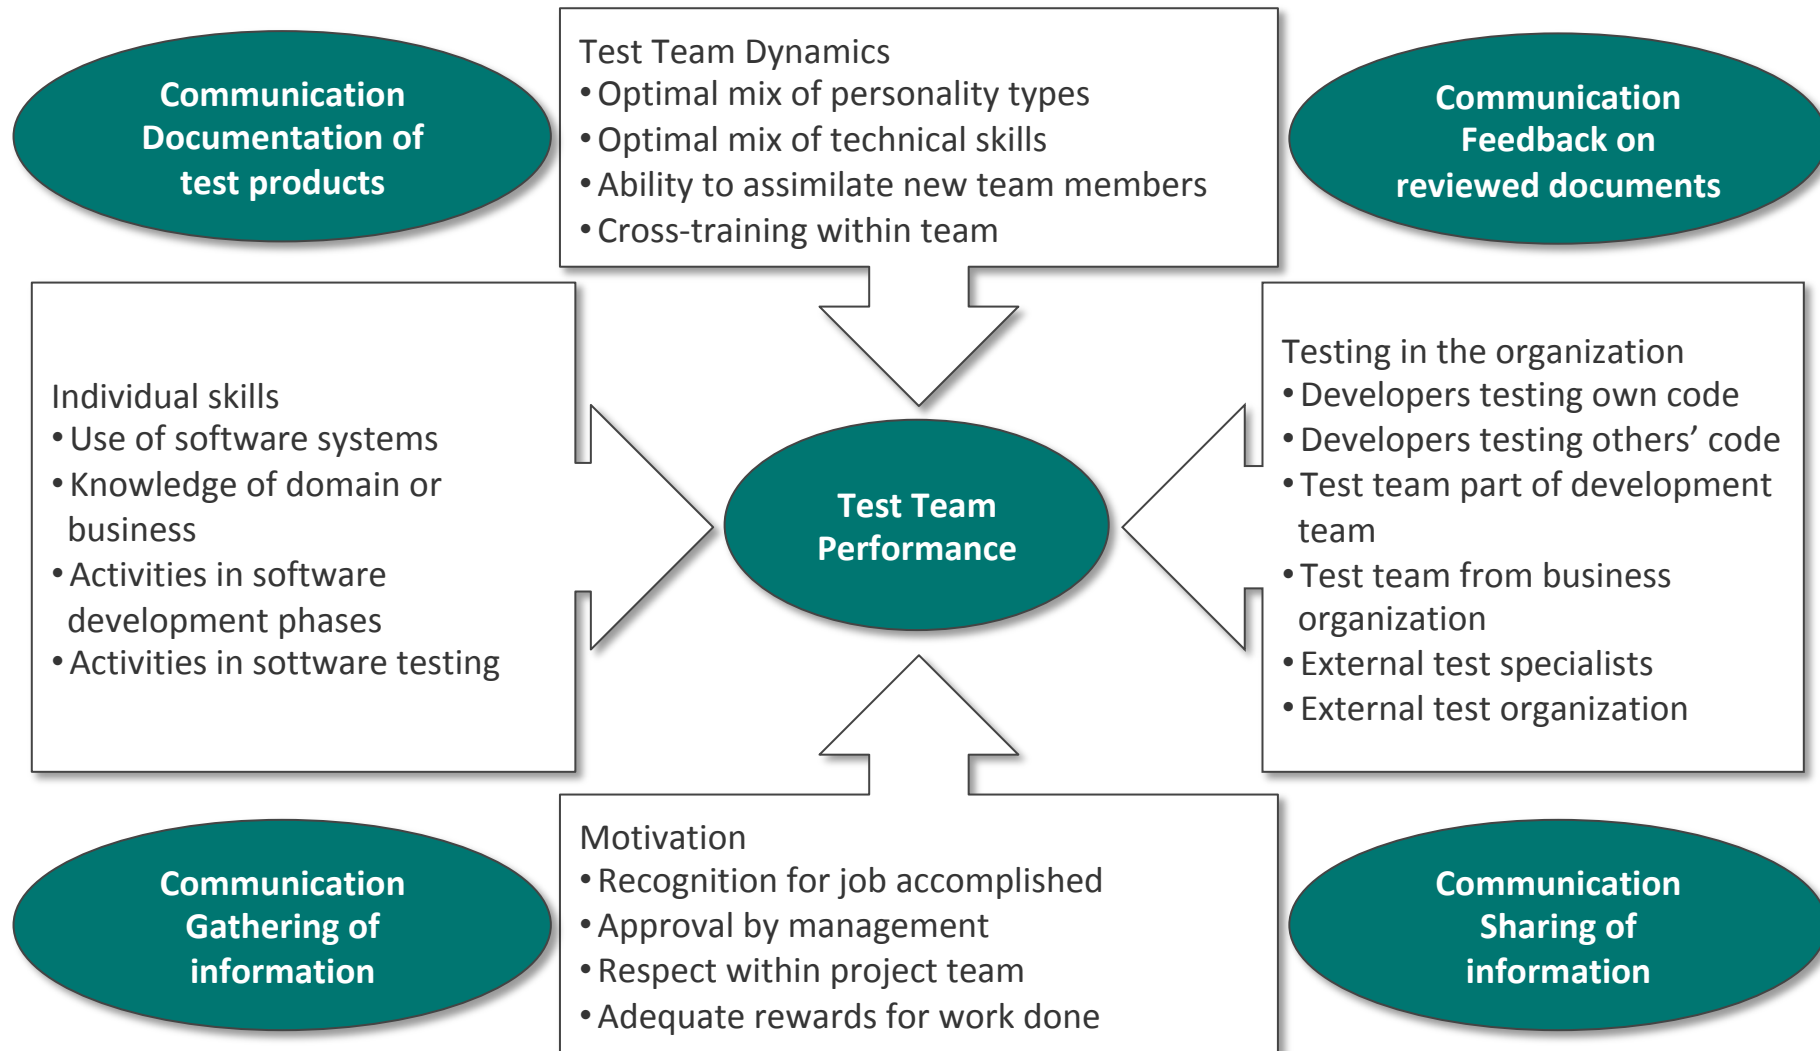 Communication
Documentation of
test products
Test Team Dynamics
• Optimal mix of personality types
• Optimal mix of technical skills
• Ability to assimilate new team members
• Cross-training within team
Communication
Feedback on
reviewed documents
Individual skills
• Use of software systems
• Knowledge of domain or
business
• Activities in software
development phases
• Activities in sottware testing
Test Team
Performance
Testing in the organization
• Developers testing own code
• Developers testing others’ code
• Test team part of development
team
• Test team from business
organization
• External test specialists
• External test organization
Communication
Gathering of
information
Motivation
• Recognition for job accomplished
• Approval by management
• Respect within project team
• Adequate rewards for work done
Communication
Sharing of
information